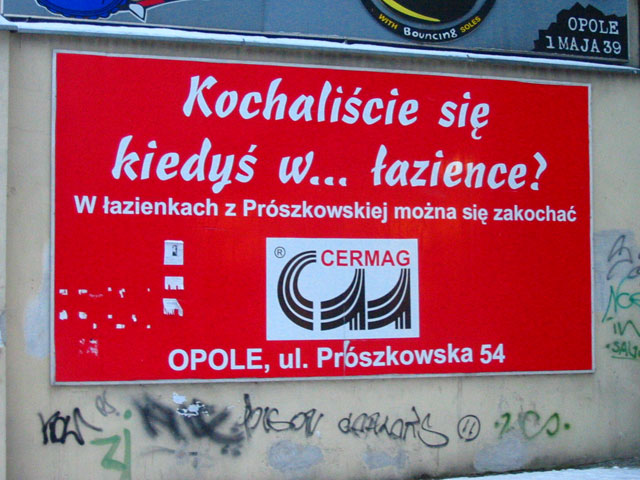 WITH Bouncing SOLES
OPOLE
1 MAJA 39
Kochaliście się
kiedyś w... łazience?
W łazienkach z Prószkowskiej można się zakochać
® CERMAG
OPOLE, ul. Prószkowska 54